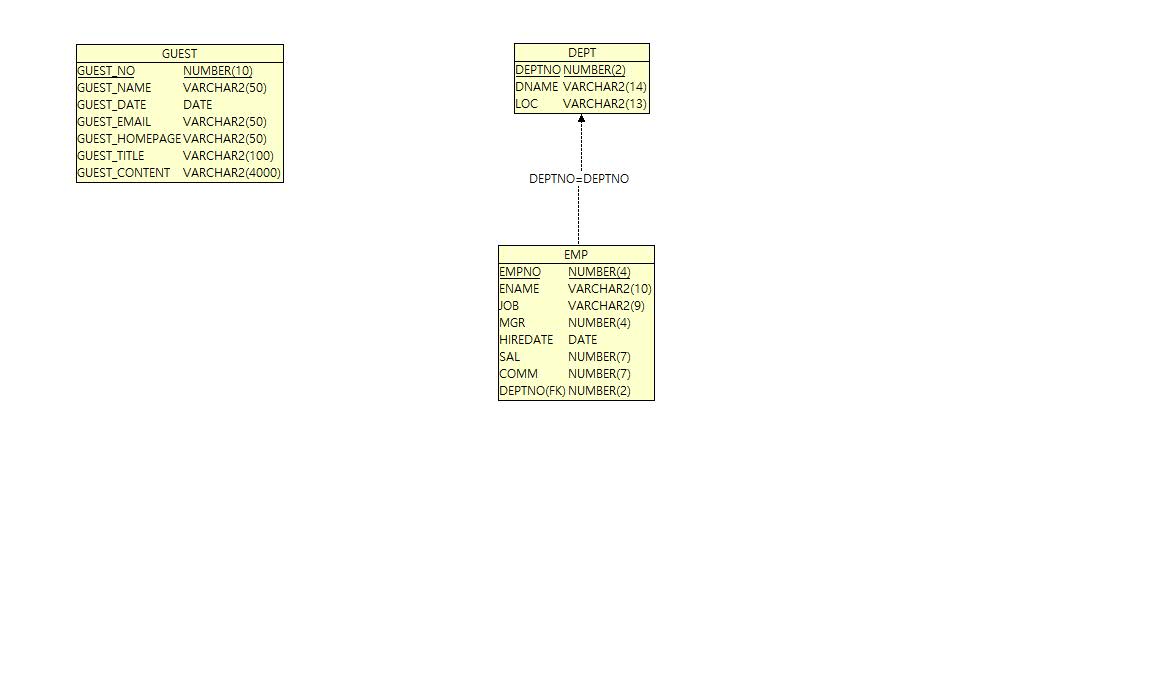 GUEST
GUEST_NO NUMBER(10)
GUEST_NAME VARCHAR2(50)
GUEST_DATE DATE
GUEST_EMAIL VARCHAR2(50)
GUEST_HOMEPAGE VARCHAR2(50)
GUEST_TITLE VARCHAR2(100)
GUEST_CONTENT VARCHAR2(4000)
DEPT
DEPTNO NUMBER(2)
DNAME VARCHAR2(14)
LOC VARCHAR2(13)
DEPTNO=DEPTNO
EMP
EMPNO NUMBER(4)
ENAME VARCHAR2(10)
JOB VARCHAR2(9)
MGR NUMBER(4)
HIREDATE DATE
SAL NUMBER(7)
COMM NUMBER(7)
DEPTNO(FK) NUMBER(2)